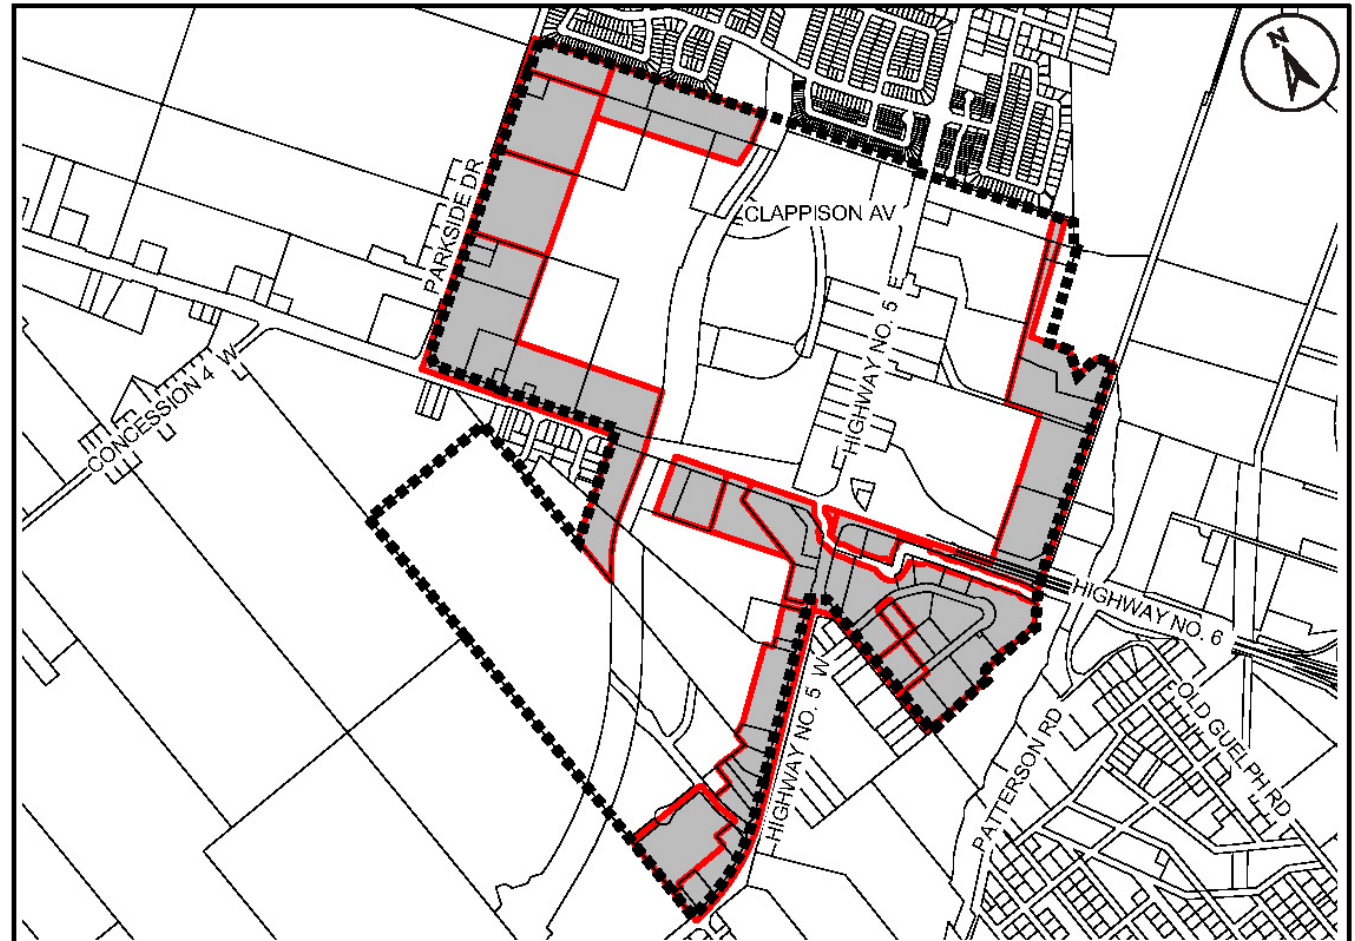 N
PARKSIDE DR
CLAPPISON AV
HIGHWAY NO. 5 E
CONCESSION 4 W
HIGHWAY NO. 6
HIGHWAY NO. 5 W
OLD GUELPH RD
PATTERSON RD